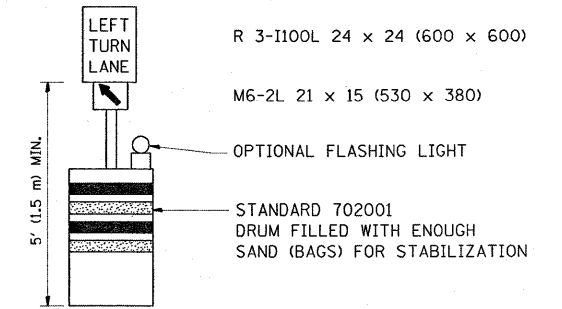 LEFT
TURN
LANE
R 3-I100L 24 x 24 (600 x 600)
M6-2L 21 x 15 (530 x 380)
5' (1.5 m) MIN.
OPTIONAL FLASHING LIGHT
STANDARD 702001
DRUM FILLED WITH ENOUGH
SAND (BAGS) FOR STABILIZATION